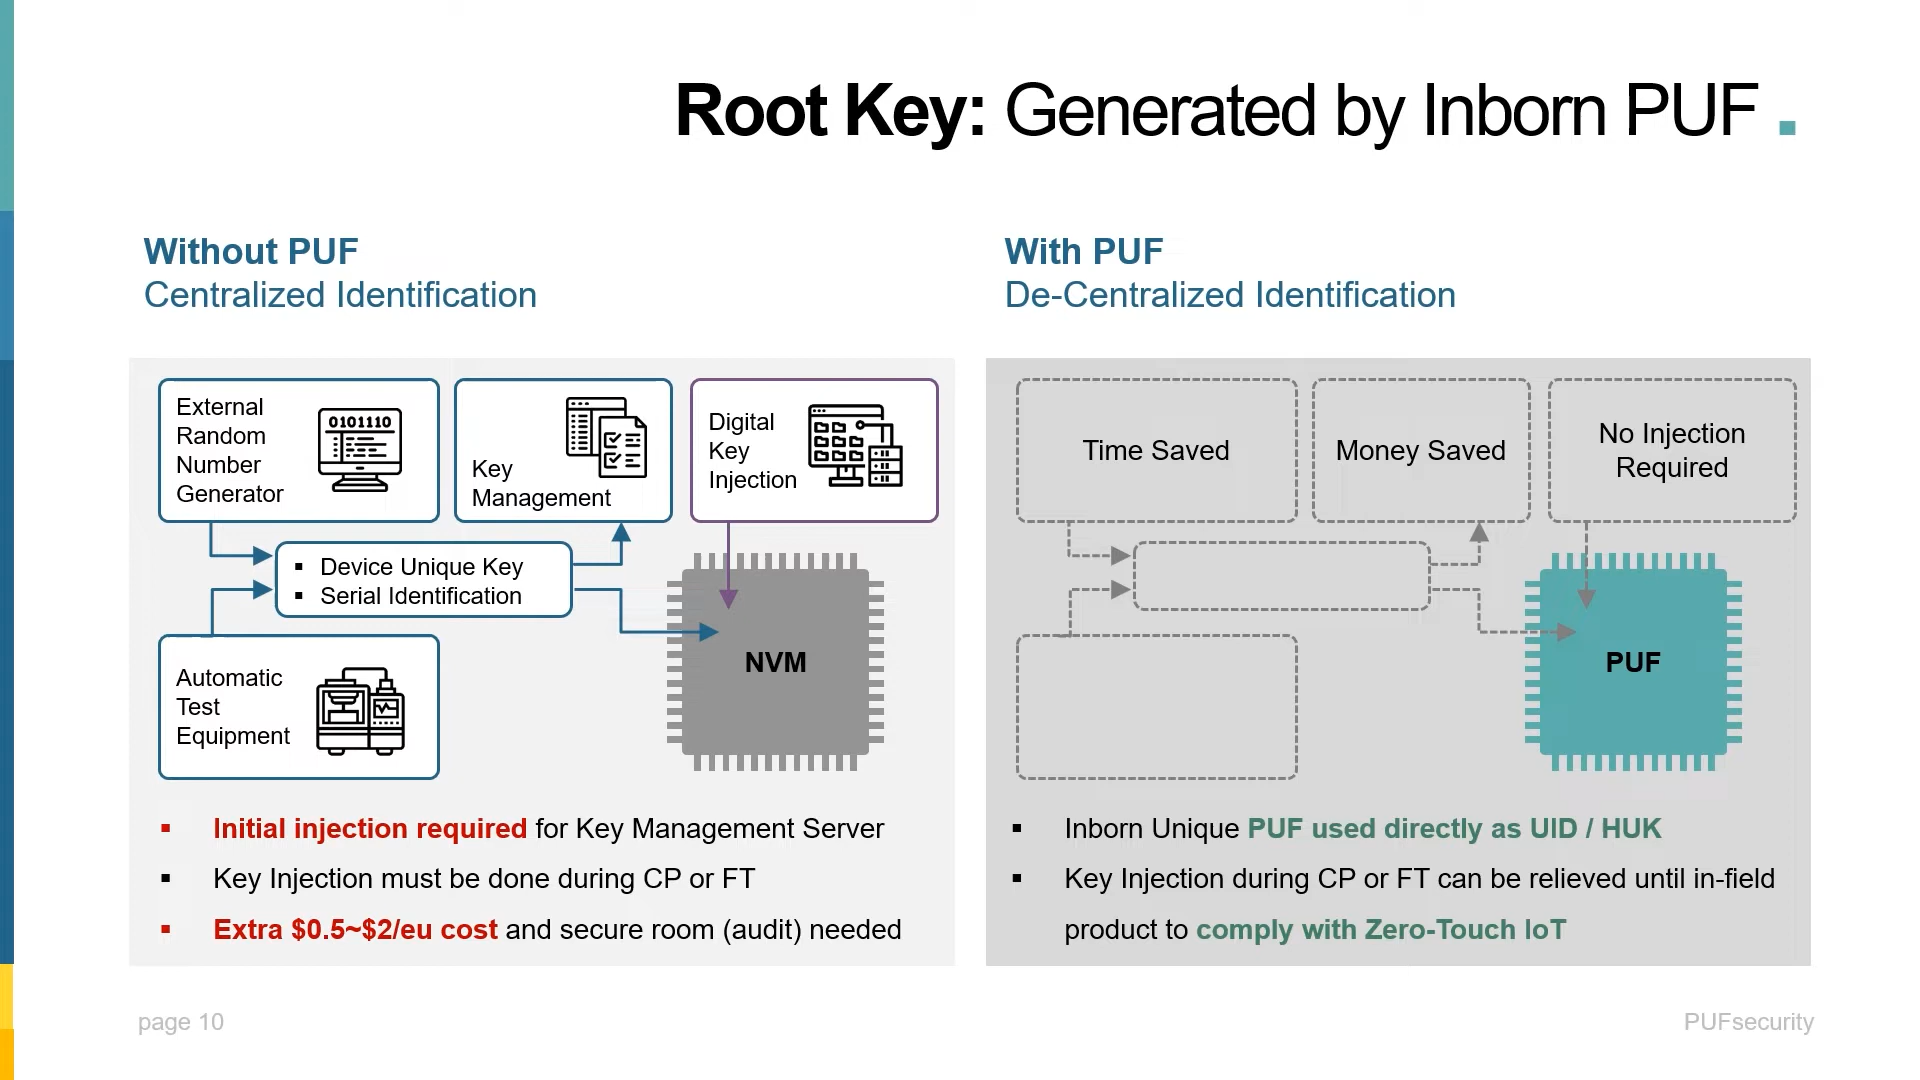 Root Key: Generated by Inborn PUF .
Without PUF
Centralized Identification
External
Random
Number
Generator
0101110
Key
Management
Digital
Key
Injection
▪ Device Unique Key
▪ Serial Identification
Automatic
Test
Equipment
NVM
▪ Initial injection required for Key Management Server
▪ Key Injection must be done during CP or FT
▪ Extra $0.5~$2/eu cost and secure room (audit) needed
With PUF
De-Centralized Identification
Time Saved
Money Saved
No Injection
Required
PUF
▪ Inborn Unique PUF used directly as UID / HUK
▪ Key Injection during CP or FT can be relieved until in-field
product to comply with Zero-Touch IoT
page 10
PUFsecurity